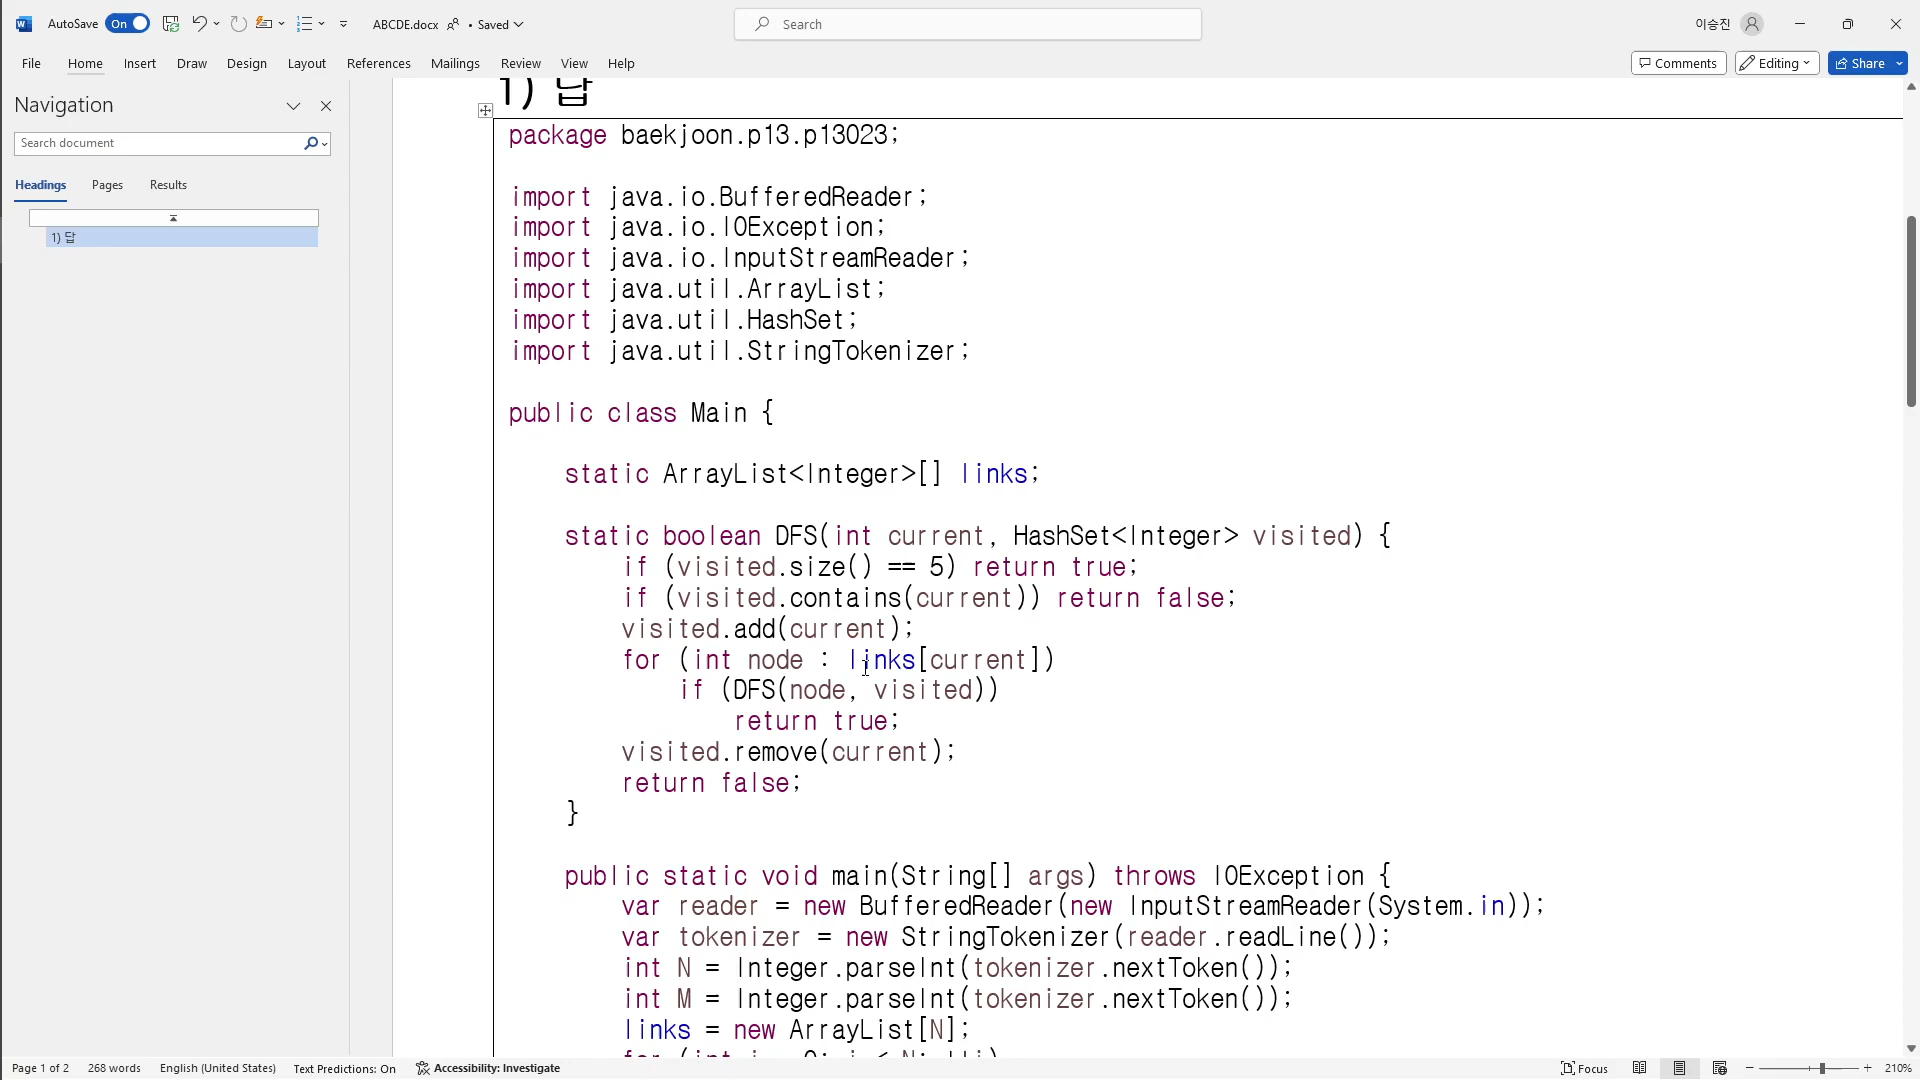 AutoSave On ABCDE.docx • Saved Search 이승진
File Home Insert Draw Design Layout References Mailings Review View Help Comments Editing Share
Navigation
Search document
Headings Pages Results
1) 답
1) 답
package baekjoon.p13.p13023;
import java.io.BufferedReader;
import java.io.IOException;
import java.io.InputStreamReader;
import java.util.ArrayList;
import java.util.HashSet;
import java.util.StringTokenizer;
public class Main {
static ArrayList<Integer>[] links;
static boolean DFS(int current, HashSet<Integer> visited) {
if (visited.size() == 5) return true;
if (visited.contains(current)) return false;
visited.add(current);
for (int node : links[current])
if (DFS(node, visited))
return true;
visited.remove(current);
return false;
}
public static void main(String[] args) throws IOException {
var reader = new BufferedReader(new InputStreamReader(System.in));
var tokenizer = new StringTokenizer(reader.readLine());
int N = Integer.parseInt(tokenizer.nextToken());
int M = Integer.parseInt(tokenizer.nextToken());
links = new ArrayList[N];
Page 1 of 2 268 words English (United States) Text Predictions: On Accessibility: Investigate Focus 210%